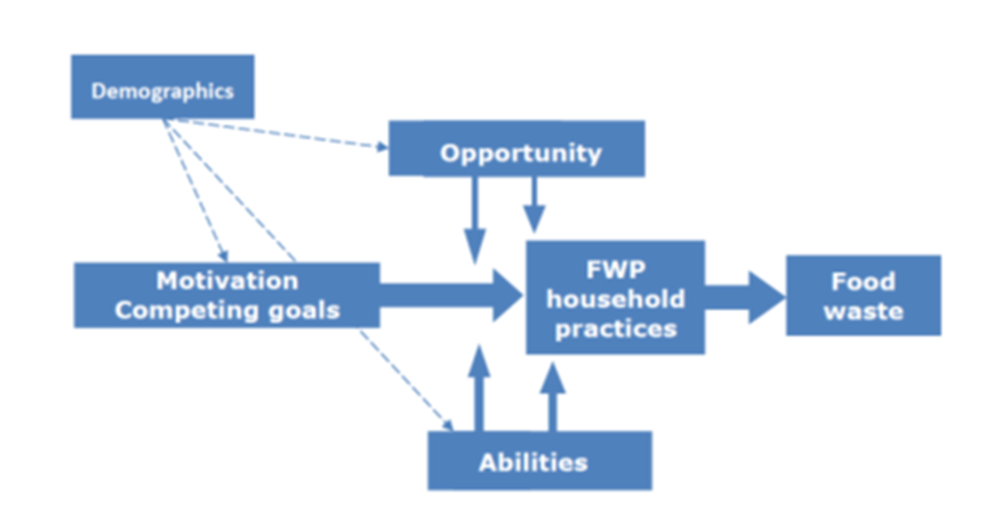 Demographics
Opportunity
Motivation
Competing goals
FWP
household
practices
Food
waste
Abilities